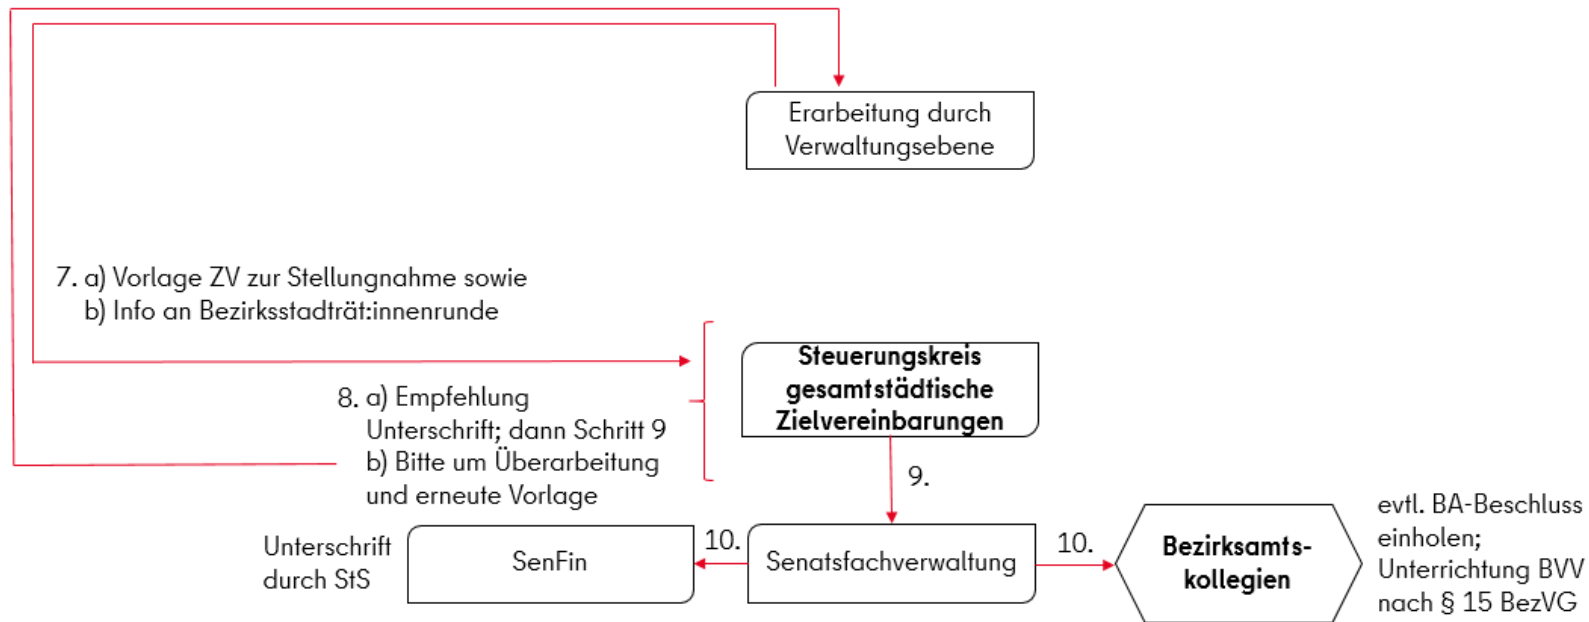 Erarbeitung durch
Verwaltungsebene
7. a) Vorlage ZV zur Stellungnahme sowie
b) Info an Bezirksstadträt:innenrunde
Steuerungskreis
gesamtstädtische
Zielvereinbarungen
8. a) Empfehlung
Unterschrift; dann Schritt 9
b) Bitte um Überarbeitung
und erneute Vorlage
9.
Unterschrift
durch StS
SenFin
10.
Senatsfachverwaltung
10.
Bezirksamts-
kollegien
evtl. BA-Beschluss
einholen;
Unterrichtung BVV
nach § 15 BezVG